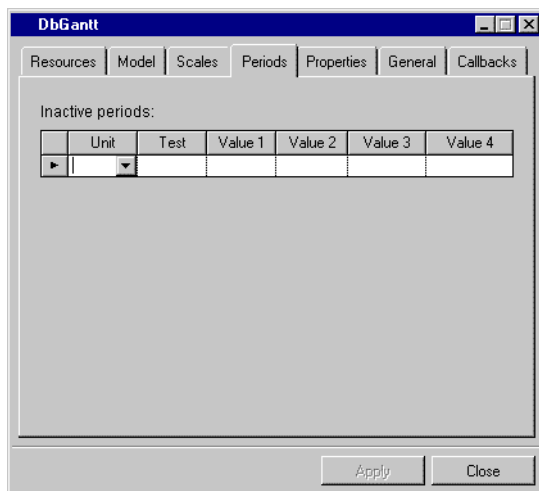 DbGantt
Resources Model Scales Periods Properties General Callbacks
Inactive periods:
Unit Test Value 1 Value 2 Value 3 Value 4
Apply Close